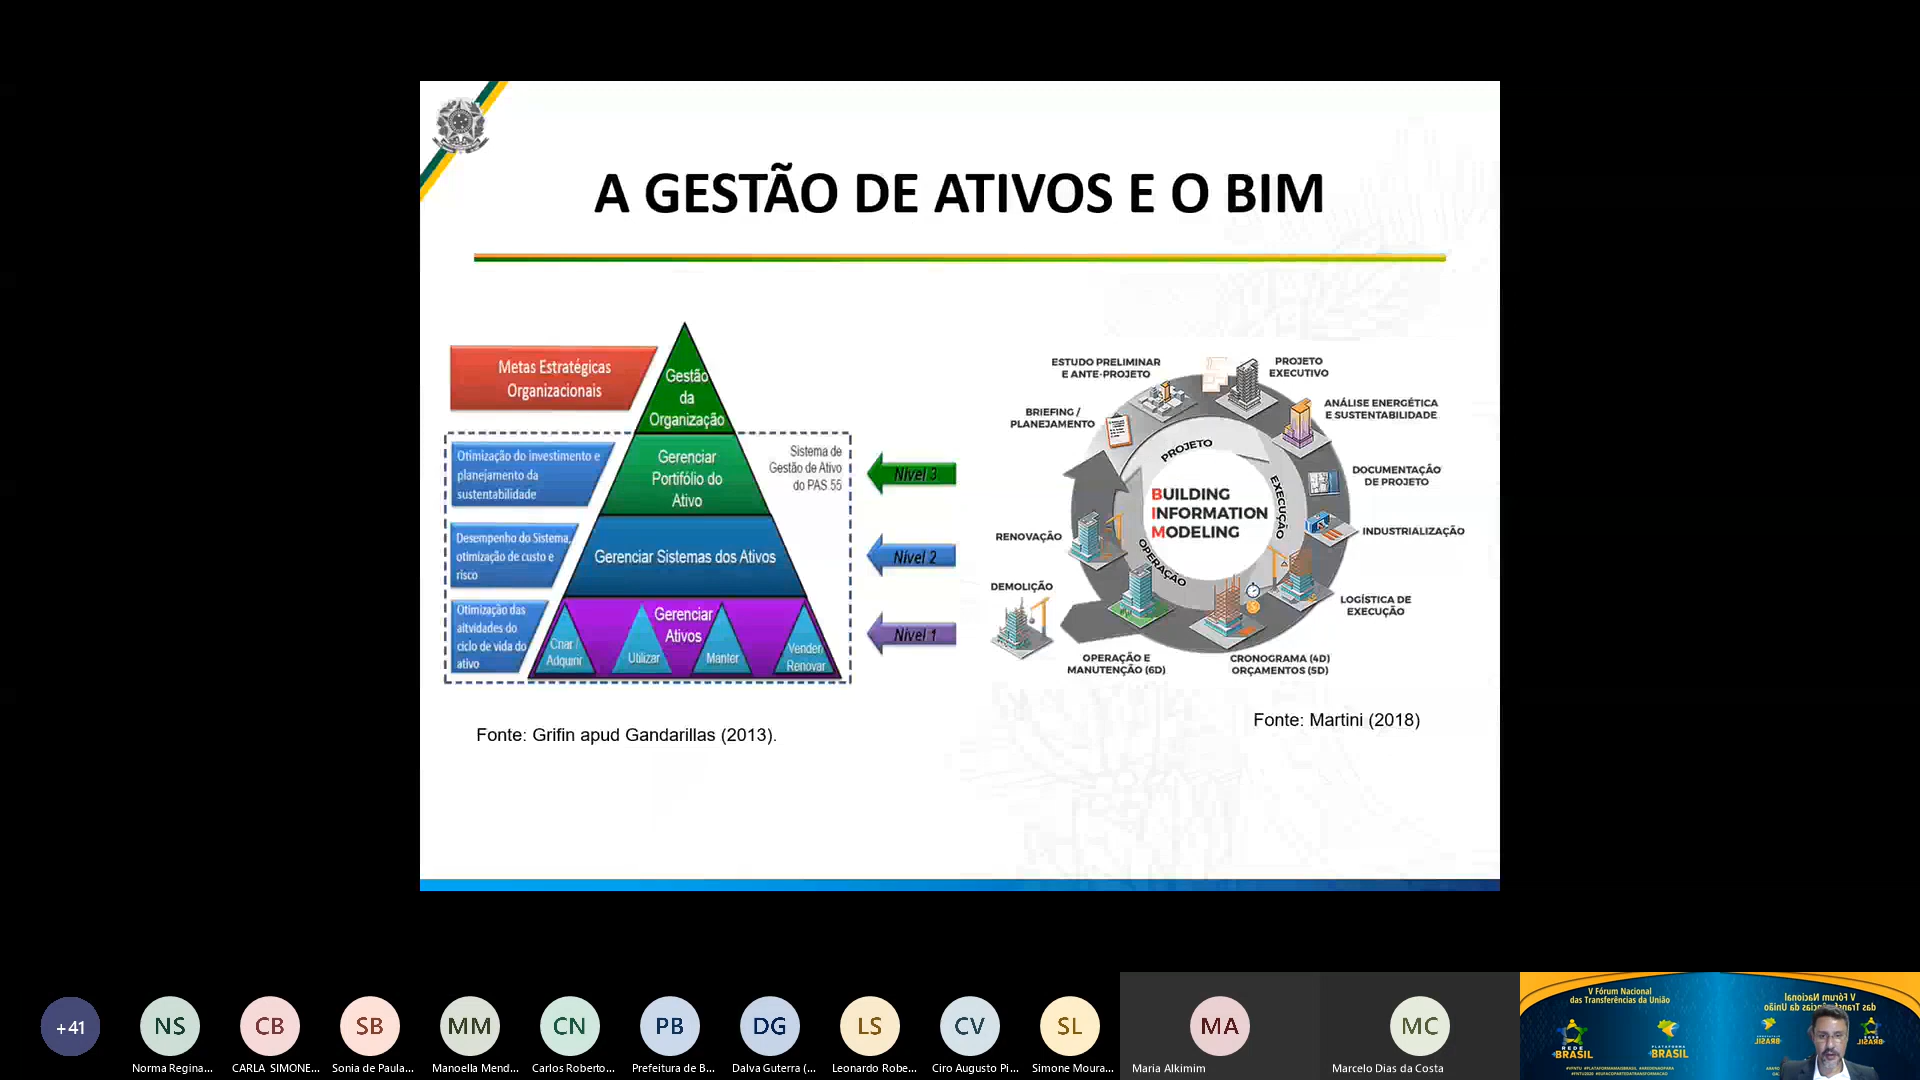 A GESTÃO DE ATIVOS E O BIM
Metas Estratégicas
Organizacionais
Gestão
da
Organização
Otimização do investimento e
planejamento da
sustentabilidade
Gerenciar
Portifólio do
Ativo
Sistema de
Gestão de Ativo
do PAS 55
Nível 3
Desempenho do Sistema,
otimização de custo e
risco
Gerenciar Sistemas dos Ativos
Nível 2
Otimização das
aitvidades do
ciclo de vida do
ativo
Gerenciar
Ativos
Criar /
Adquirir
Utilizar
Manter
Vender
Renovar
Nível 1
Fonte: Grifin apud Gandarillas (2013).
ESTUDO PRELIMINAR
E ANTE-PROJETO
PROJETO
EXECUTIVO
BRIEFING /
PLANEJAMENTO
ANÁLISE ENERGÉTICA
E SUSTENTABILIDADE
PROJETO
EXECUÇÃO
OPERAÇÃO
DOCUMENTAÇÃO
DE PROJETO
BUILDING
INFORMATION
MODELING
INDUSTRIALIZAÇÃO
RENOVAÇÃO
DEMOLIÇÃO
LOGÍSTICA DE
EXECUÇÃO
OPERAÇÃO E
MANUTENÇÃO (6D)
CRONOGRAMA (4D)
ORÇAMENTOS (5D)
Fonte: Martini (2018)
+41
NS
CB
SB
MM
CN
PB
DG
LS
CV
SL
MA
MC
Norma Regina...
CARLA SIMONE...
Sonia de Paula...
Manoella Mend...
Carlos Roberto...
Prefeitura de B...
Dalva Guterra (...
Leonardo Robe...
Ciro Augusto Pi...
Simone Moura...
Maria Alkimim
Marcelo Dias da Costa
V Fórum Nacional
das Transferências da União
V Fórum Nacional
das Transferências da
União
REDE
+BRASIL
PLATAFORMA
+BRASIL